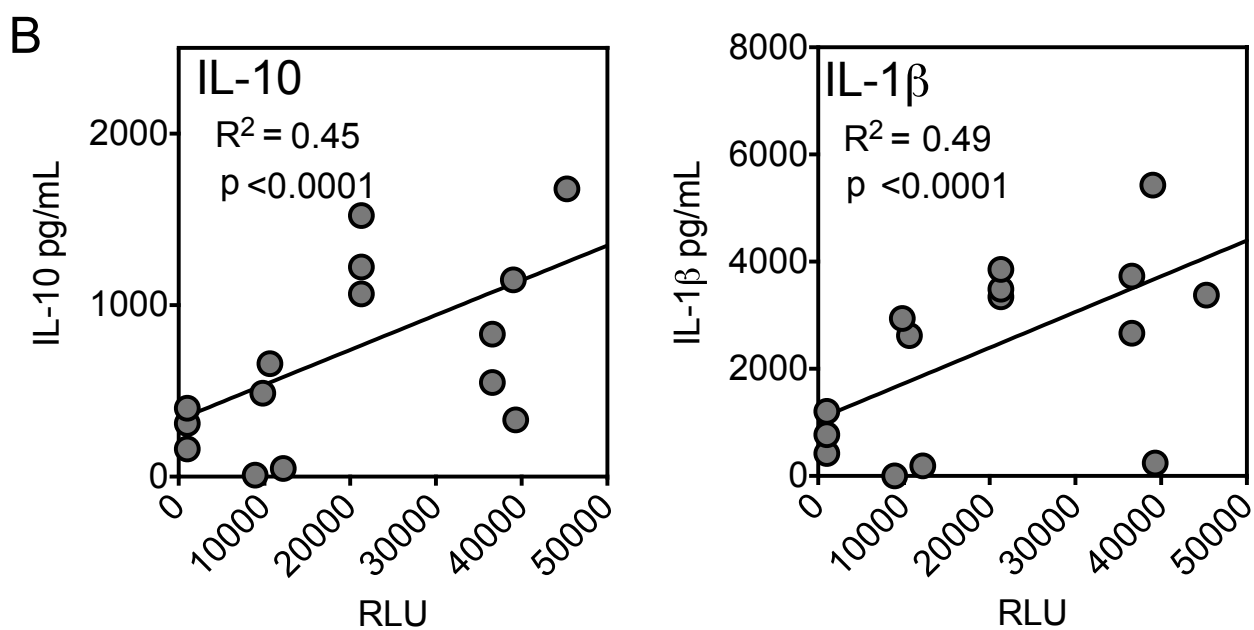 B
IL-10
R² = 0.45
p <0.0001
IL-10 pg/mL
2000
1000
0
0 10000 20000 30000 40000 50000
RLU
IL-1β
R² = 0.49
p <0.0001
IL-1β pg/mL
8000
6000
4000
2000
0
0 10000 20000 30000 40000 50000
RLU